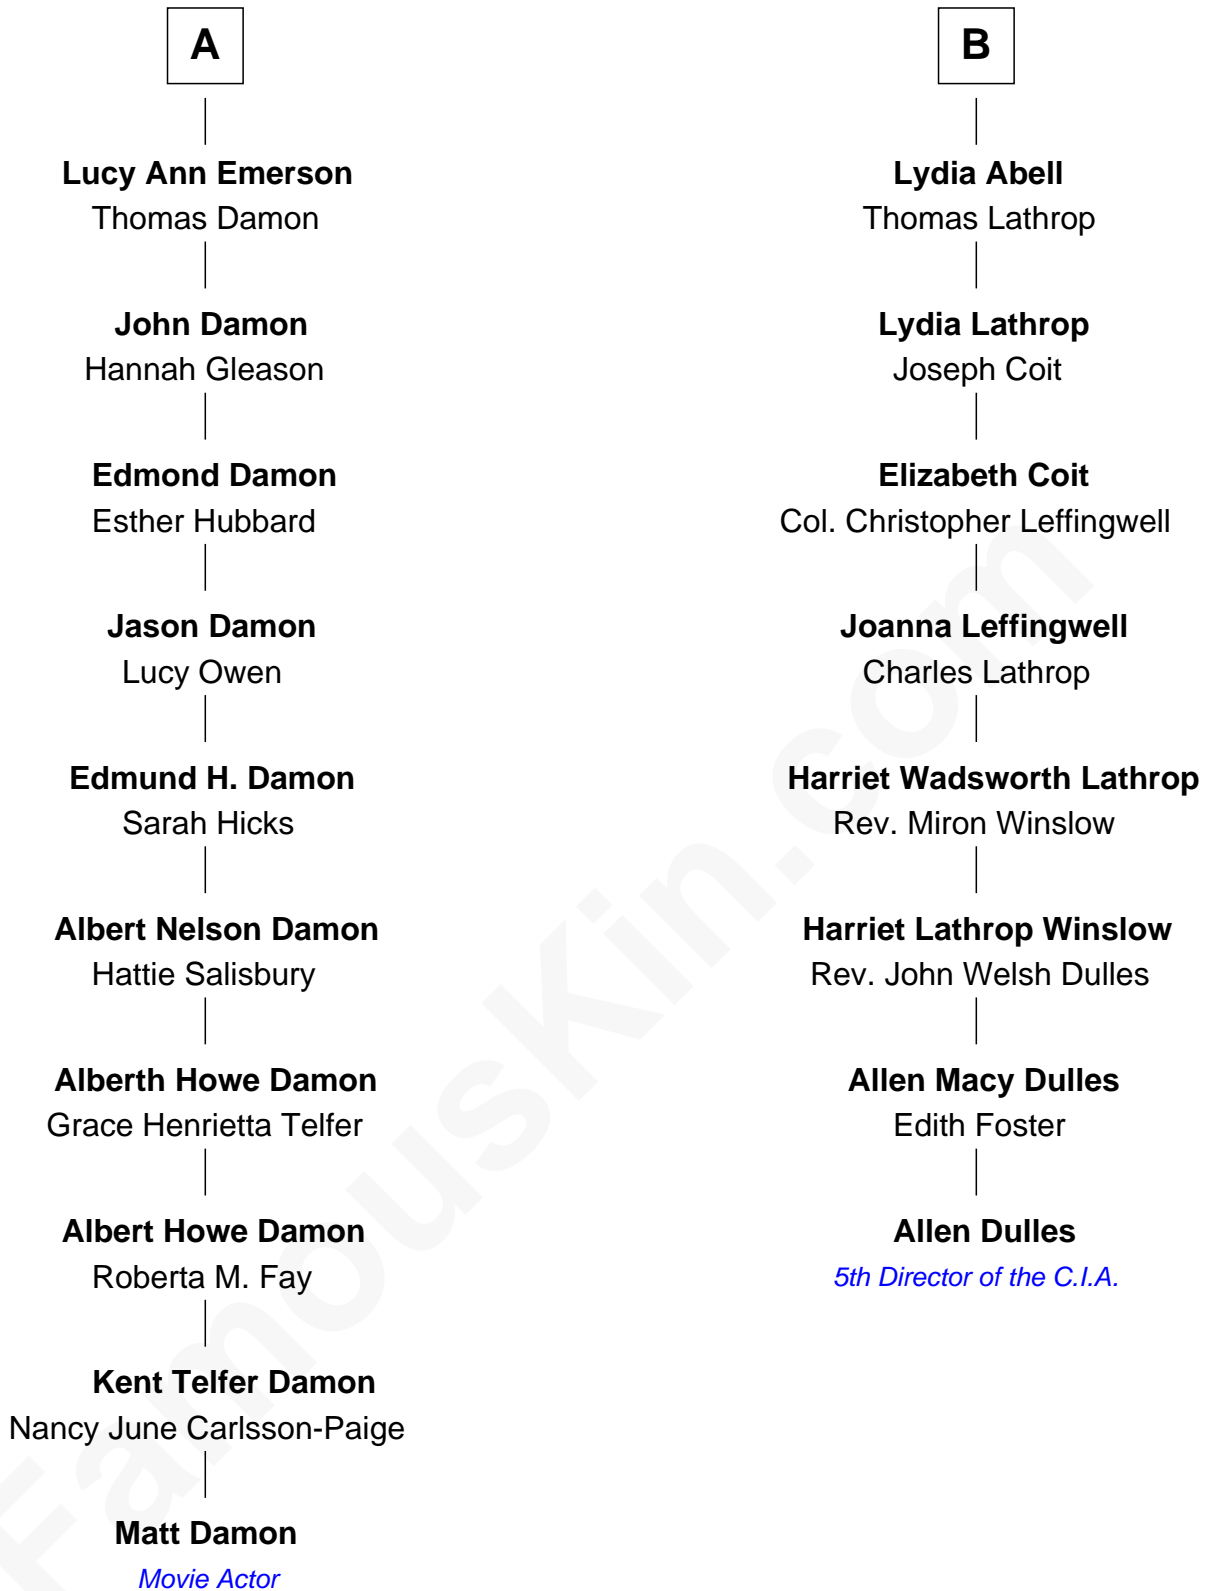 A
Lucy Ann Emerson
Thomas Damon
John Damon
Hannah Gleason
Edmond Damon
Esther Hubbard
Jason Damon
Lucy Owen
Edmund H. Damon
Sarah Hicks
Albert Nelson Damon
Hattie Salisbury
Alberth Howe Damon
Grace Henrietta Telfer
Albert Howe Damon
Roberta M. Fay
Kent Telfer Damon
Nancy June Carlsson-Paige
Matt Damon
Movie Actor
B
Lydia Abell
Thomas Lathrop
Lydia Lathrop
Joseph Coit
Elizabeth Coit
Col. Christopher Leffingwell
Joanna Leffingwell
Charles Lathrop
Harriet Wadsworth Lathrop
Rev. Miron Winslow
Harriet Lathrop Winslow
Rev. John Welsh Dulles
Allen Macy Dulles
Edith Foster
Allen Dulles
5th Director of the C.I.A.
FamousKin.com